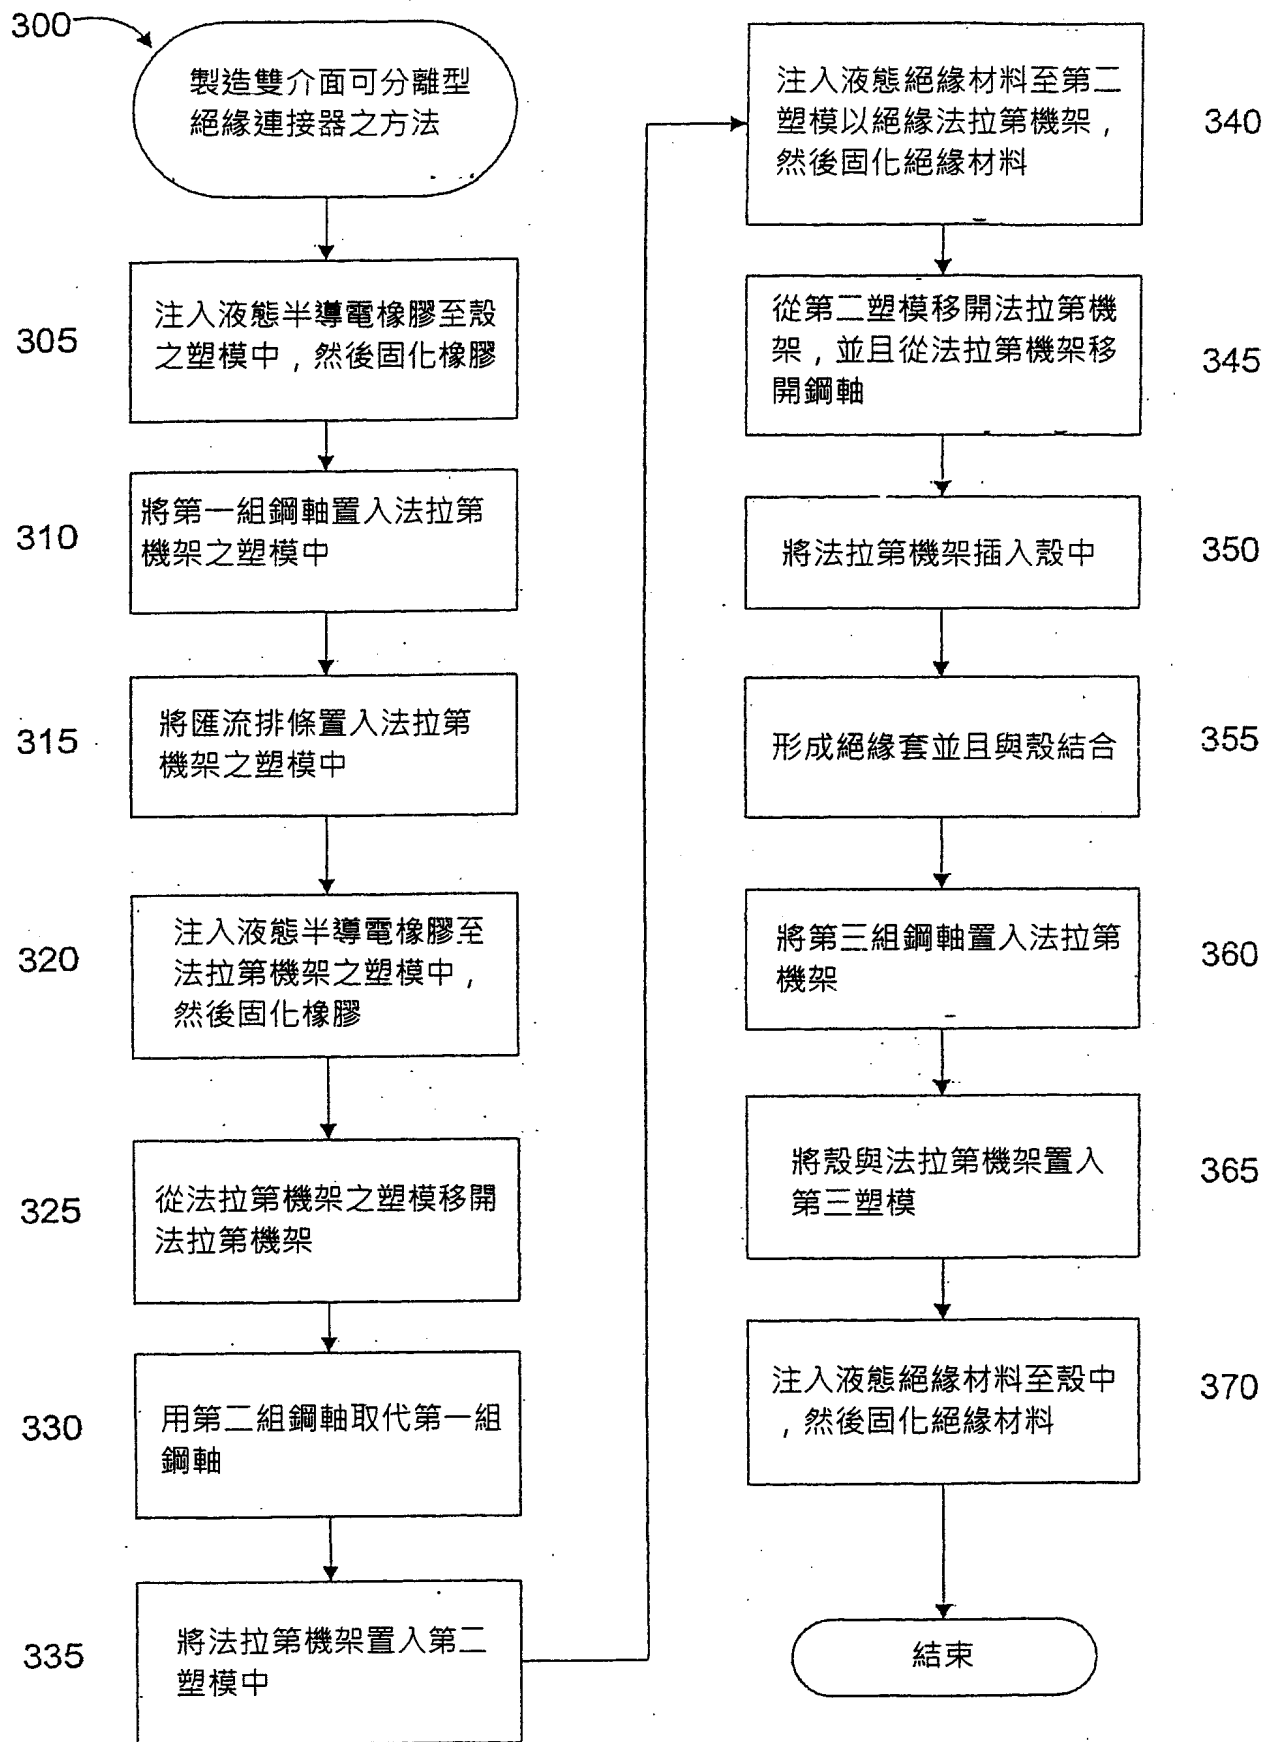 300
製造雙介面可分離型
絕緣連接器之方法
305
注入液態半導電橡膠至殼
之塑模中，然後固化橡膠
310
將第一組鋼軸置入法拉第
機架之塑模中
315
將匯流排條置入法拉第
機架之塑模中
320
注入液態半導電橡膠至
法拉第機架之塑模中，
然後固化橡膠
325
從法拉第機架之塑模移開
法拉第機架
330
用第二組鋼軸取代第一組
鋼軸
335
將法拉第機架置入第二
塑模中
注入液態絕緣材料至第二
塑模以絕緣法拉第機架，
然後固化絕緣材料
340
從第二塑模移開法拉第機
架，並且從法拉第機架移
開鋼軸
345
將法拉第機架插入殼中
350
形成絕緣套並且與殼結合
355
將第三組鋼軸置入法拉第
機架
360
將殼與法拉第機架置入
第三塑模
365
注入液態絕緣材料至殼中
，然後固化絕緣材料
370
結束